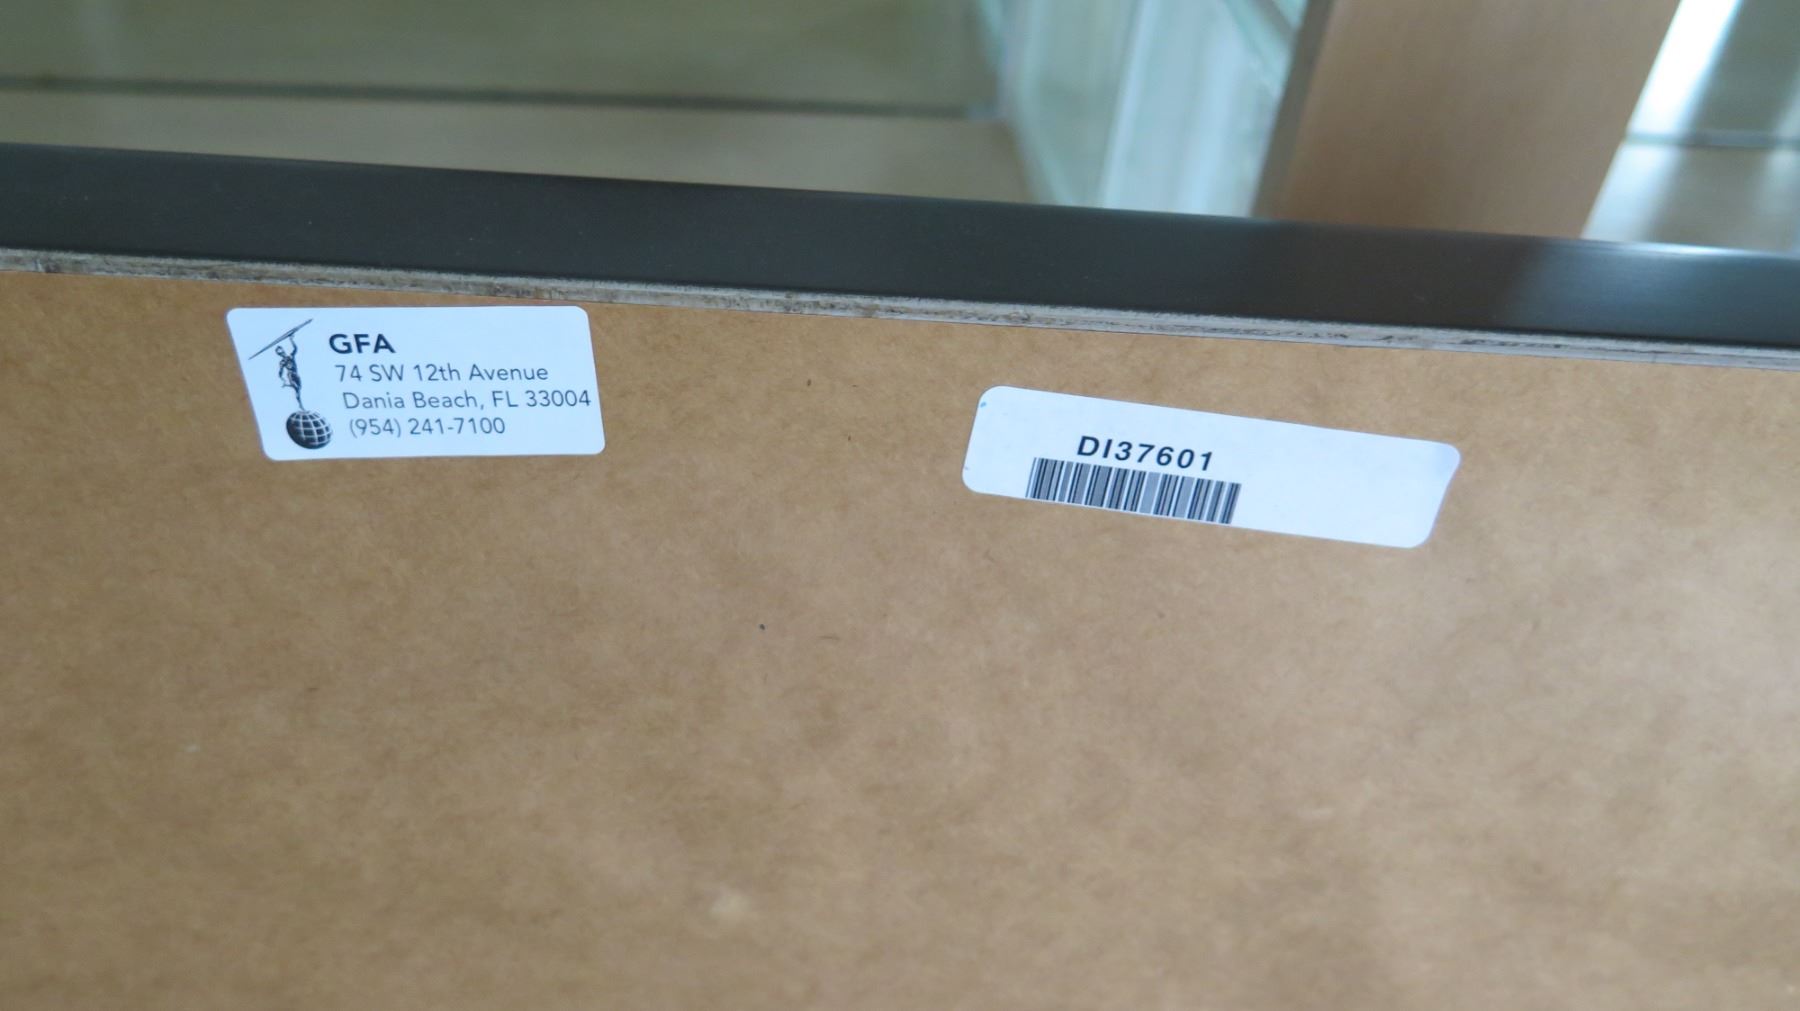 GFA
74 SW 12th Avenue
Dania Beach, FL 33004
(954) 241-7100
DI37601